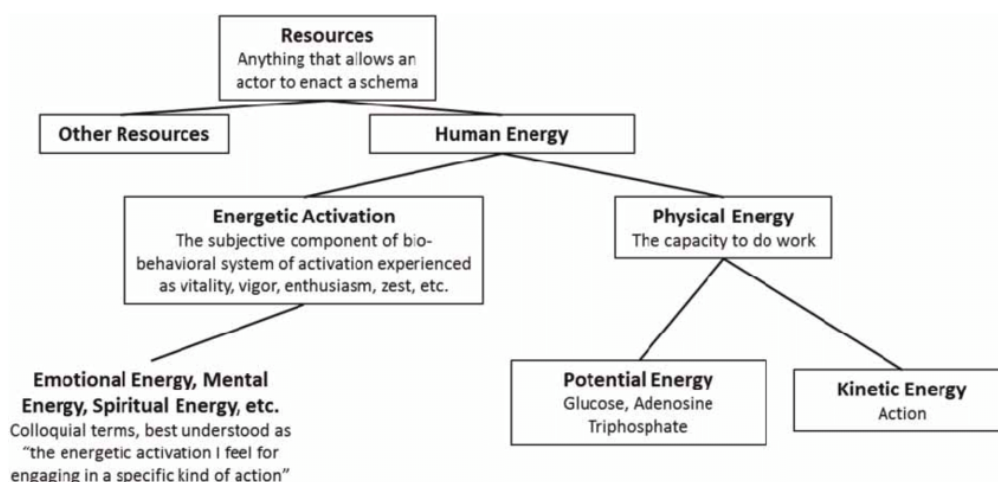 Resources
Anything that allows an
actor to enact a schema
Other Resources
Human Energy
Energetic Activation
The subjective component of bio-
behavioral system of activation experienced
as vitality, vigor, enthusiasm, zest, etc.
Physical Energy
The capacity to do work
Emotional Energy, Mental
Energy, Spiritual Energy, etc.
Colloquial terms, best understood as
“the energetic activation I feel for
engaging in a specific kind of action”
Potential Energy
Glucose, Adenosine
Triphosphate
Kinetic Energy
Action